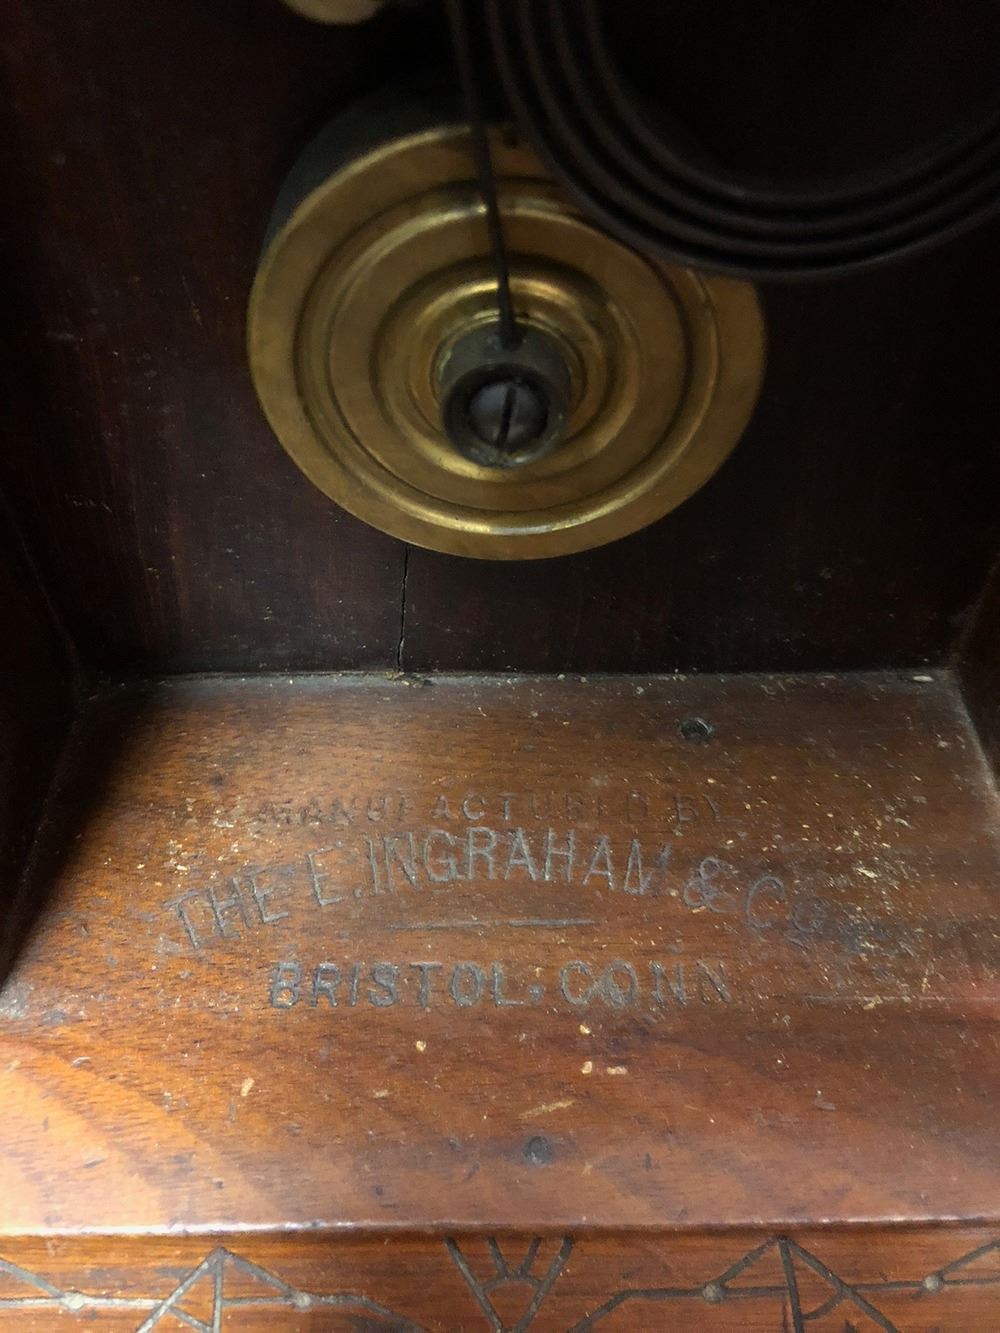 MANUFACTURED BY
THE E. INGRAHAM & CO.
BRISTOL, CONN